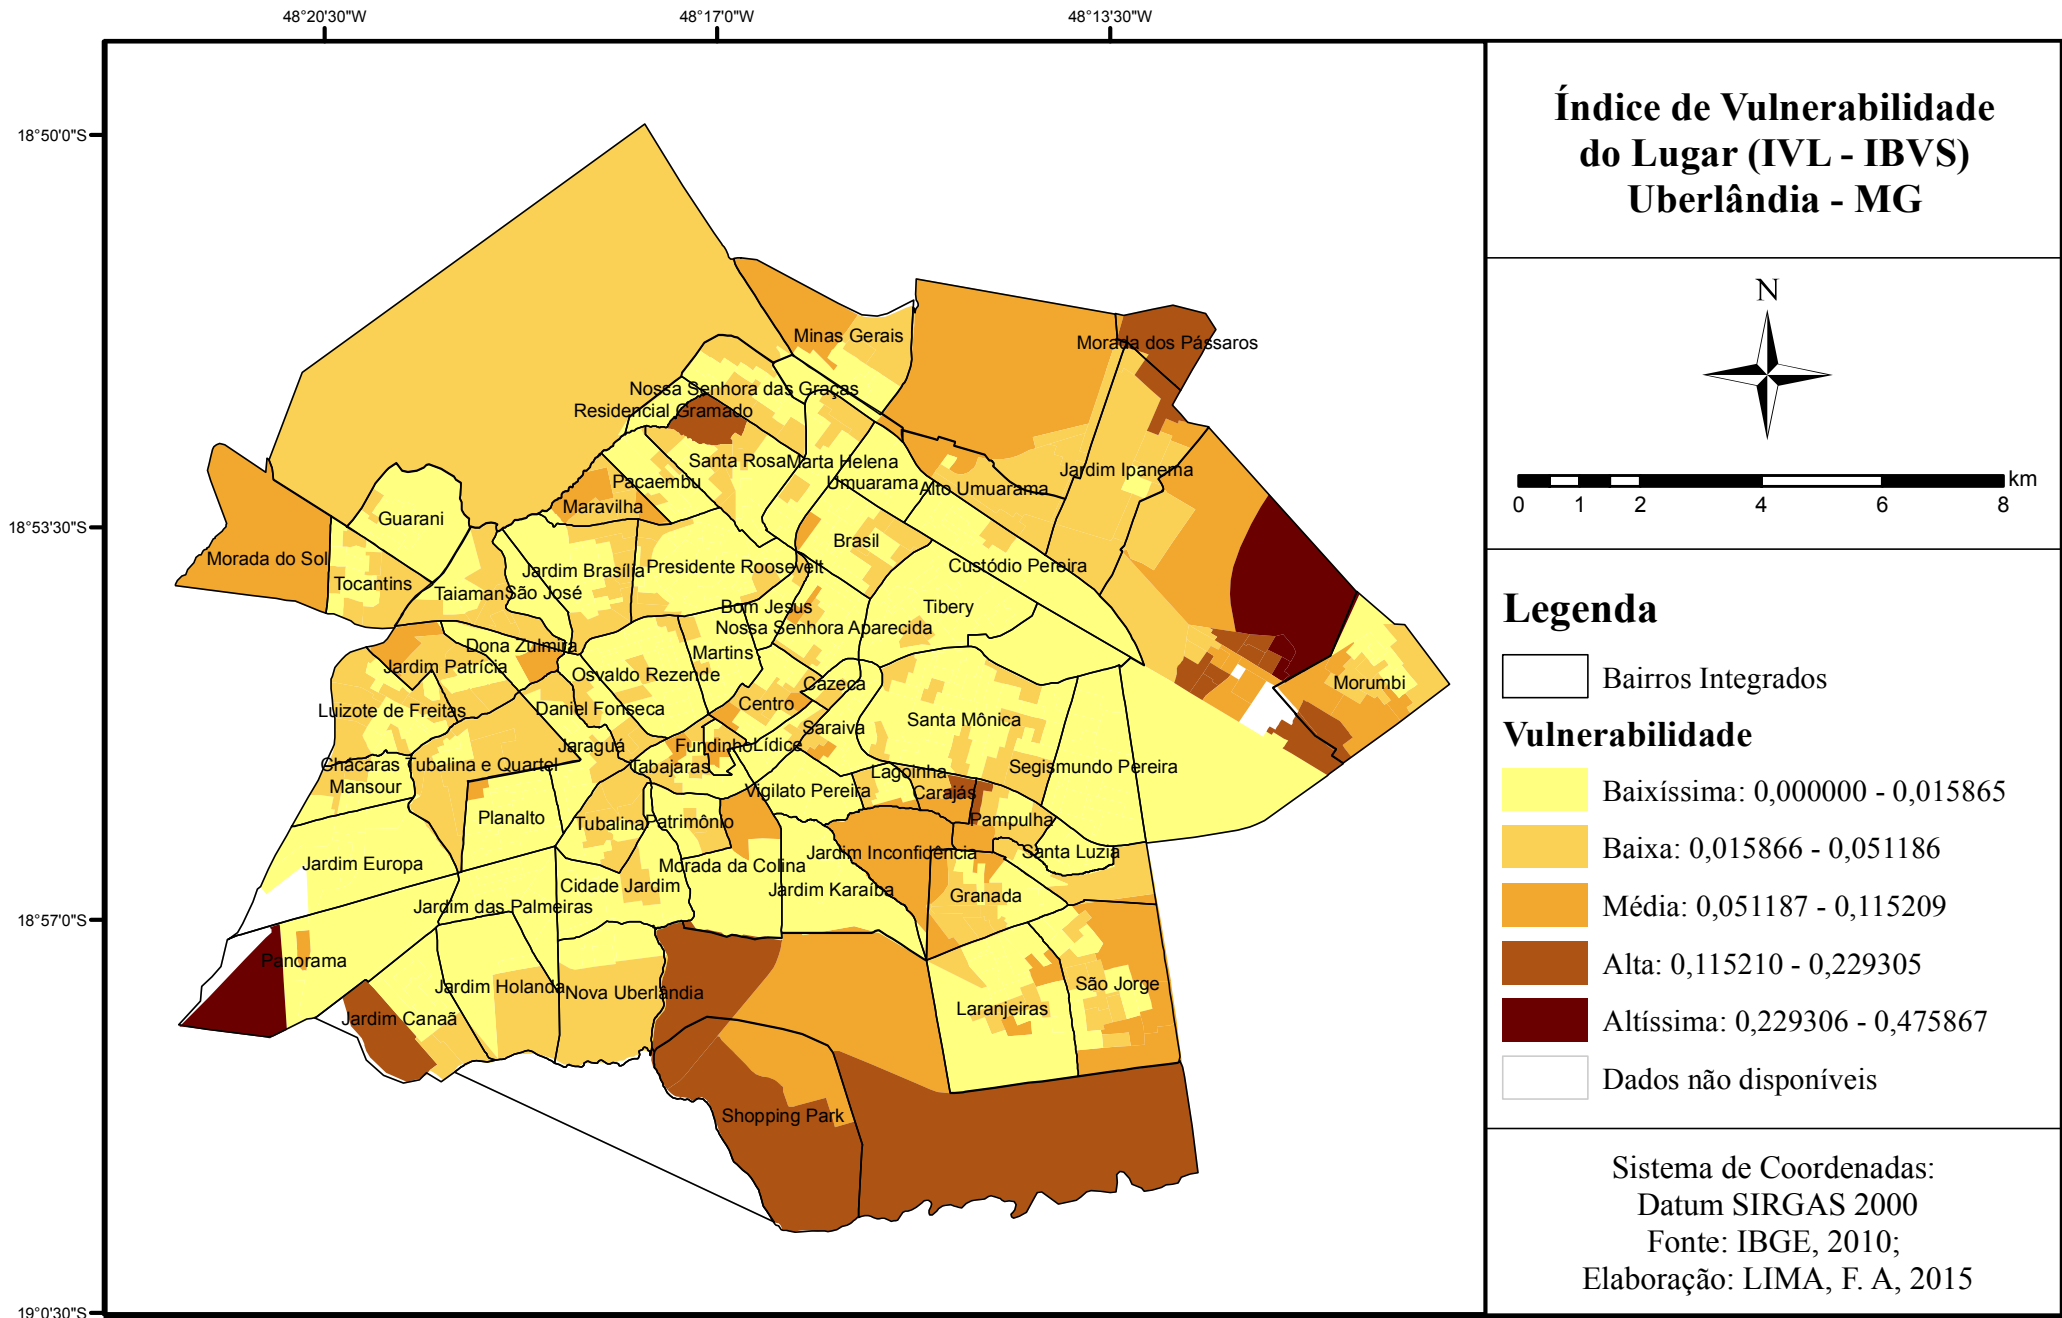 48°20'30"W
48°17'0"W
48°13'30"W
18°50'0"S
18°53'30"S
18°57'0"S
19°0'30"S
Minas Gerais
Morada dos Pássaros
Nossa Senhora das Graças
Residencial Gramado
Santa Rosa
Marta Helena
Jardim Ipanema
Pacaembu
Umuarama
Alto Umuarama
Maravilha
Guarani
Brasil
Morada do Sol
Jardim Brasília
Presidente Roosevelt
Custódio Pereira
Tocantins
Taiaman
São José
Bom Jesus
Tibery
Nossa Senhora Aparecida
Dona Zulmira
Martins
Jardim Patrícia
Osvaldo Rezende
Cazeca
Morumbi
Luizote de Freitas
Daniel Fonseca
Centro
Santa Mônica
Saraiva
Jaraguá
Fundinho
Lídice
Chácaras Tubalina e Quartel
Tabajaras
Lagoinha
Segismundo Pereira
Mansour
Vigilato Pereira
Carajás
Planalto
Tubalina
Patrimônio
Pampulha
Jardim Europa
Morada da Colina
Jardim Inconfidência
Santa Luzia
Cidade Jardim
Jardim Karaíba
Granada
Jardim das Palmeiras
Panorama
Jardim Holanda
Nova Uberlândia
São Jorge
Laranjeiras
Jardim Canaã
Shopping Park
Índice de Vulnerabilidade
do Lugar (IVL - IBVS)
Uberlândia - MG
N
km
0 1 2 4 6 8
Legenda
Bairros Integrados
Vulnerabilidade
Baixíssima: 0,000000 - 0,015865
Baixa: 0,015866 - 0,051186
Média: 0,051187 - 0,115209
Alta: 0,115210 - 0,229305
Altíssima: 0,229306 - 0,475867
Dados não disponíveis
Sistema de Coordenadas:
Datum SIRGAS 2000
Fonte: IBGE, 2010;
Elaboração: LIMA, F. A, 2015